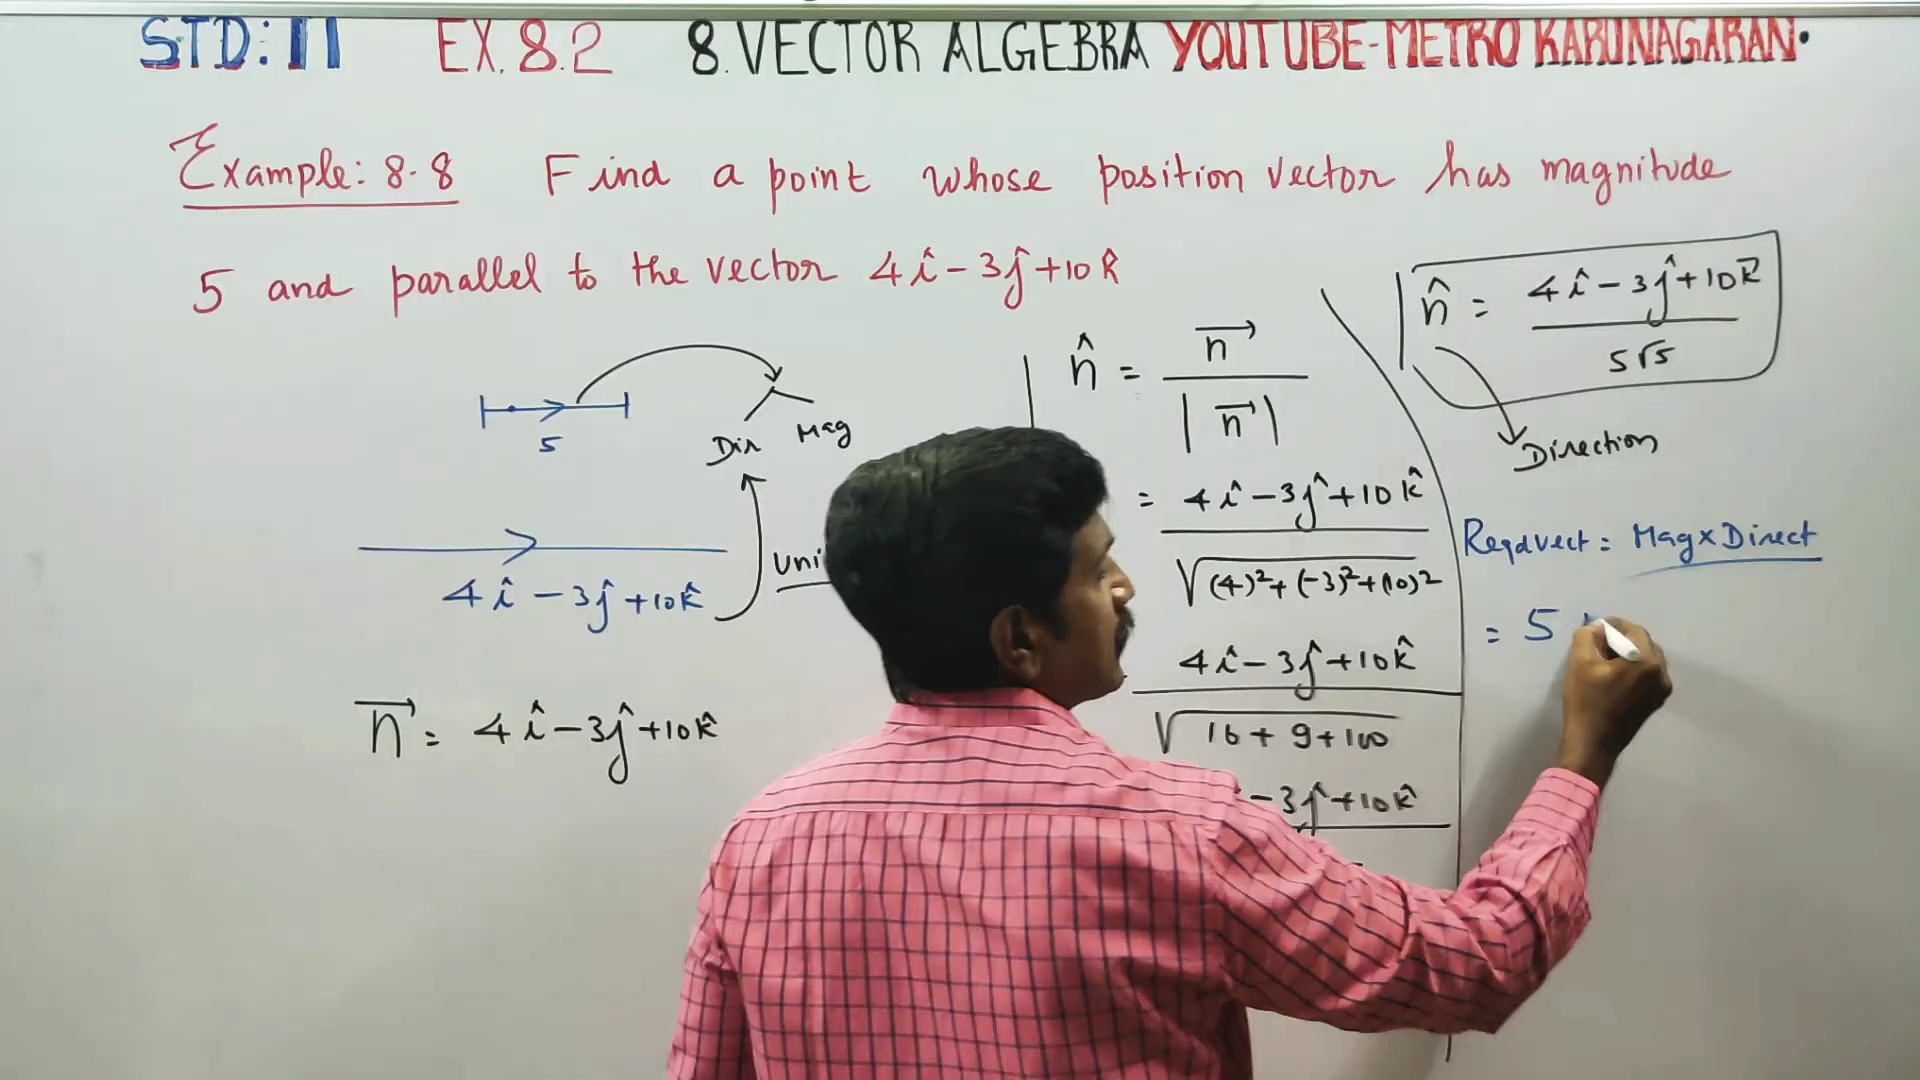 STD: 11 EX. 8.2 8. VECTOR ALGEBRA YOUTUBE-METRO KARUNAGARAN.
Example: 8.8 Find a point whose position vector has magnitude
5 and parallel to the vector 4î - 3ĵ + 10k̂
5
Dir Mag
4î - 3ĵ + 10k̂
n⃗ = 4î - 3ĵ + 10k̂
n̂ = n⃗ / |n⃗|
= 4î - 3ĵ + 10k̂
√(4)² + (-3)² + (10)²
4î - 3ĵ + 10k̂
√16 + 9 + 100
- 3ĵ + 10k̂
n̂ = 4î - 3ĵ + 10k⃗ / 5√5
Direction
Reqdvect = Mag × Direct
= 5